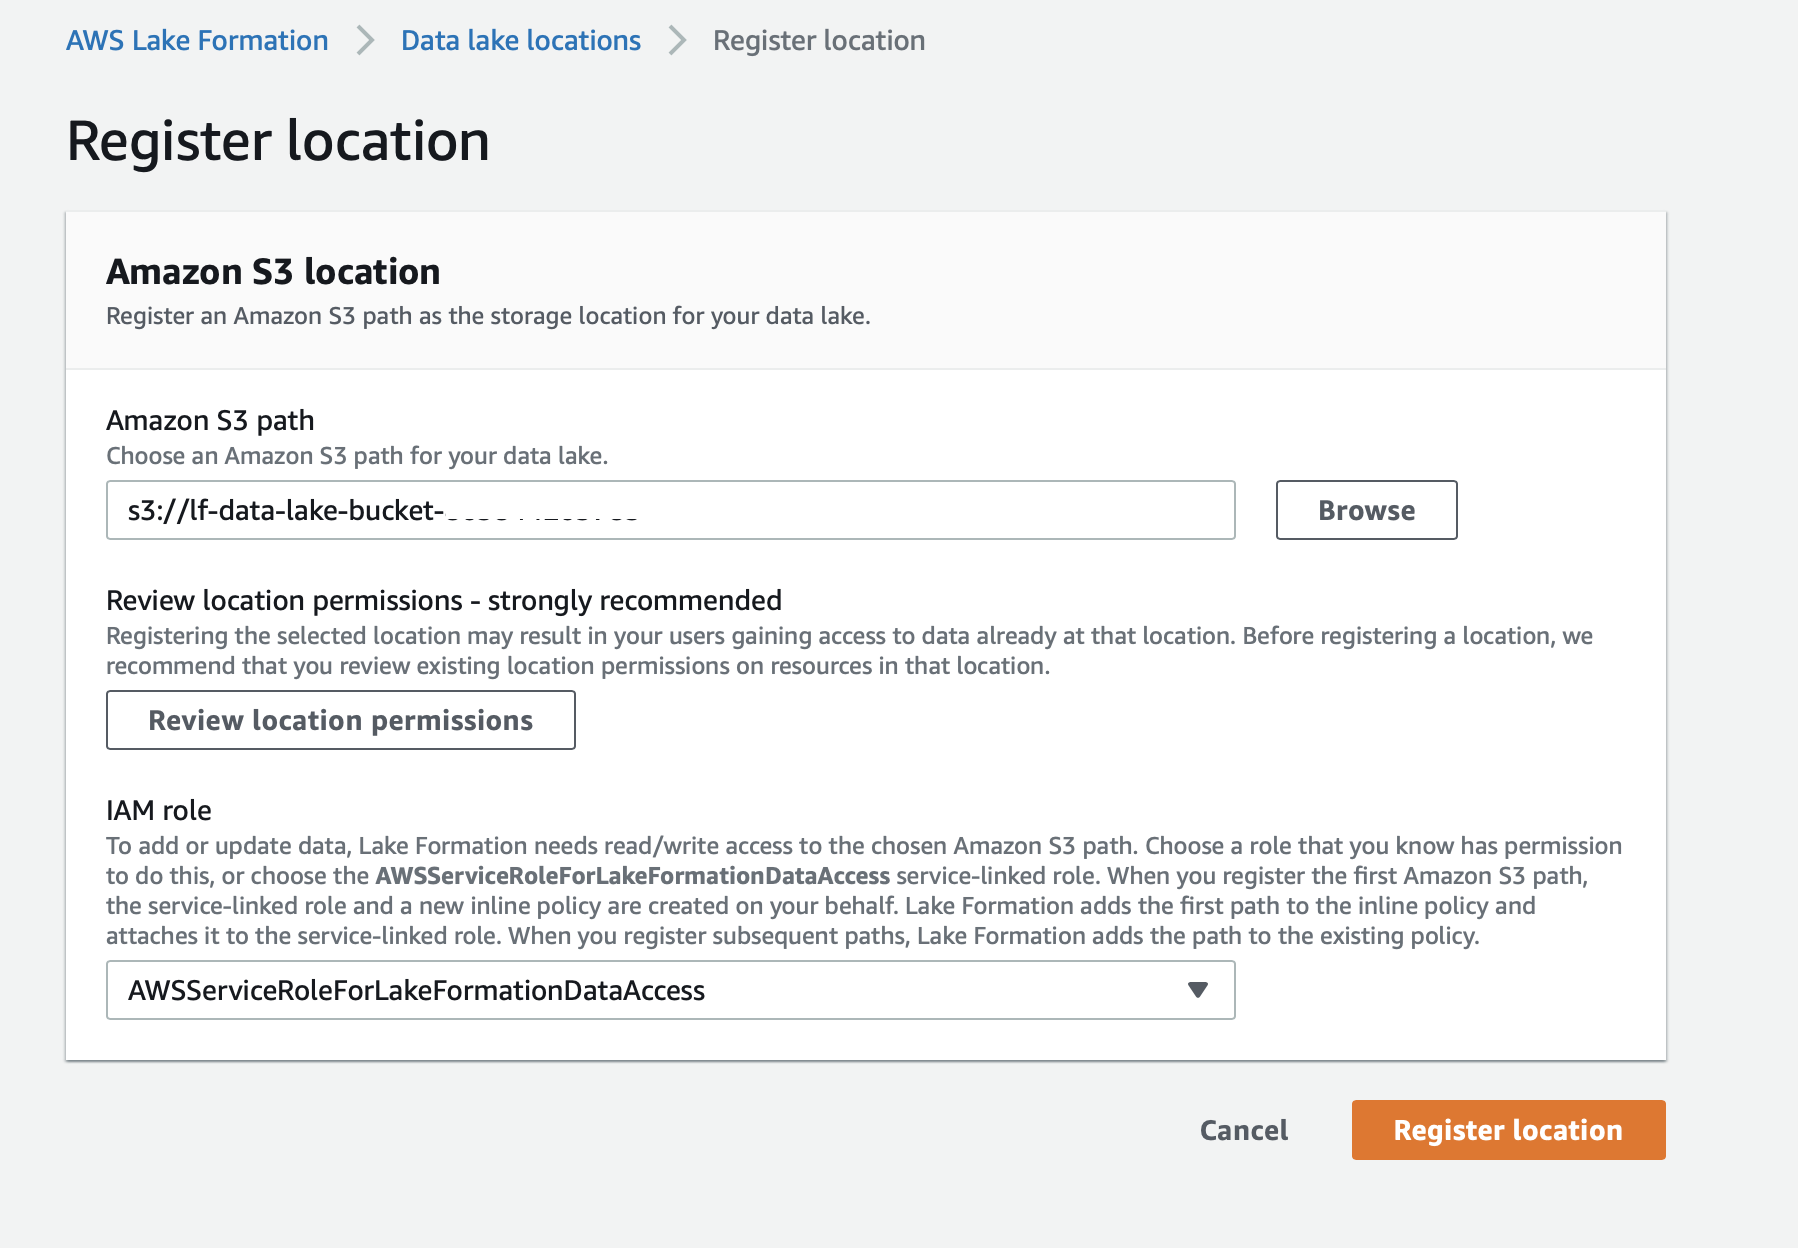 AWS Lake Formation > Data lake locations > Register location
Register location
Amazon S3 location
Register an Amazon S3 path as the storage location for your data lake.
Amazon S3 path
Choose an Amazon S3 path for your data lake.
s3://lf-data-lake-bucket-
Browse
Review location permissions - strongly recommended
Registering the selected location may result in your users gaining access to data already at that location. Before registering a location, we
recommend that you review existing location permissions on resources in that location.
Review location permissions
IAM role
To add or update data, Lake Formation needs read/write access to the chosen Amazon S3 path. Choose a role that you know has permission
to do this, or choose the AWSServiceRoleForLakeFormationDataAccess service-linked role. When you register the first Amazon S3 path,
the service-linked role and a new inline policy are created on your behalf. Lake Formation adds the first path to the inline policy and
attaches it to the service-linked role. When you register subsequent paths, Lake Formation adds the path to the existing policy.
AWSServiceRoleForLakeFormationDataAccess
Cancel
Register location